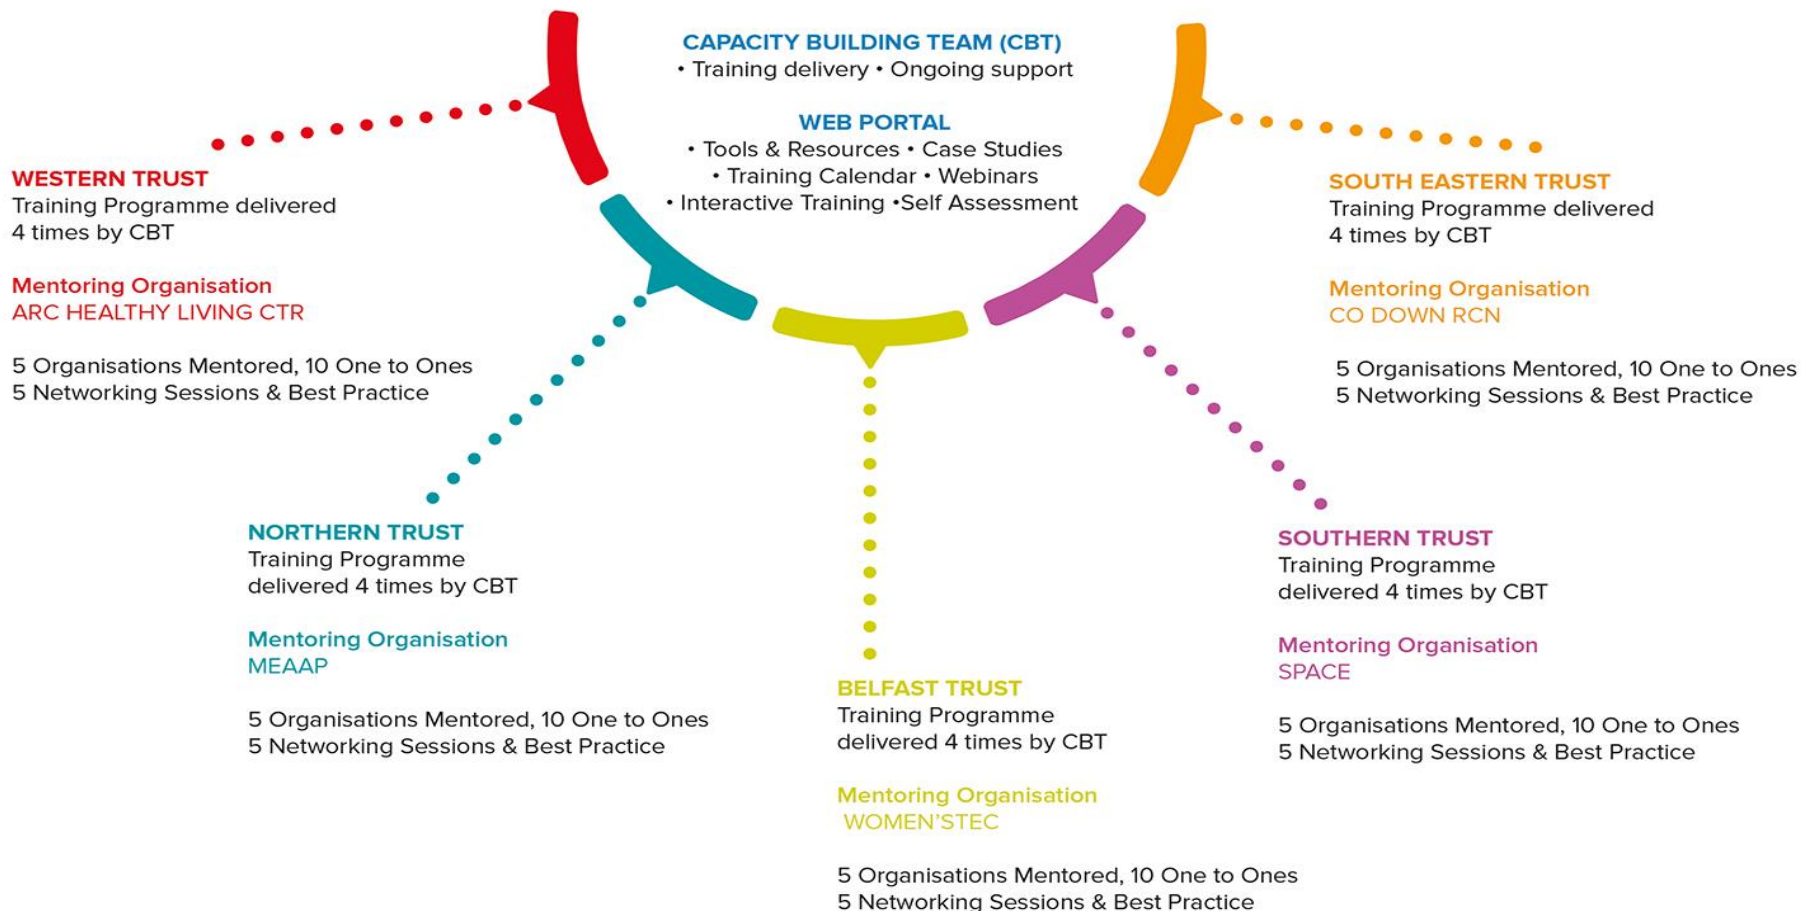 CAPACITY BUILDING TEAM (CBT)
• Training delivery • Ongoing support
WEB PORTAL
• Tools & Resources • Case Studies
• Training Calendar • Webinars
• Interactive Training •Self Assessment
WESTERN TRUST
Training Programme delivered
4 times by CBT
Mentoring Organisation
ARC HEALTHY LIVING CTR
5 Organisations Mentored, 10 One to Ones
5 Networking Sessions & Best Practice
NORTHERN TRUST
Training Programme
delivered 4 times by CBT
Mentoring Organisation
MEAAP
5 Organisations Mentored, 10 One to Ones
5 Networking Sessions & Best Practice
BELFAST TRUST
Training Programme
delivered 4 times by CBT
Mentoring Organisation
WOMEN’STEC
5 Organisations Mentored, 10 One to Ones
5 Networking Sessions & Best Practice
SOUTHERN TRUST
Training Programme
delivered 4 times by CBT
Mentoring Organisation
SPACE
5 Organisations Mentored, 10 One to Ones
5 Networking Sessions & Best Practice
SOUTH EASTERN TRUST
Training Programme delivered
4 times by CBT
Mentoring Organisation
CO DOWN RCN
5 Organisations Mentored, 10 One to Ones
5 Networking Sessions & Best Practice